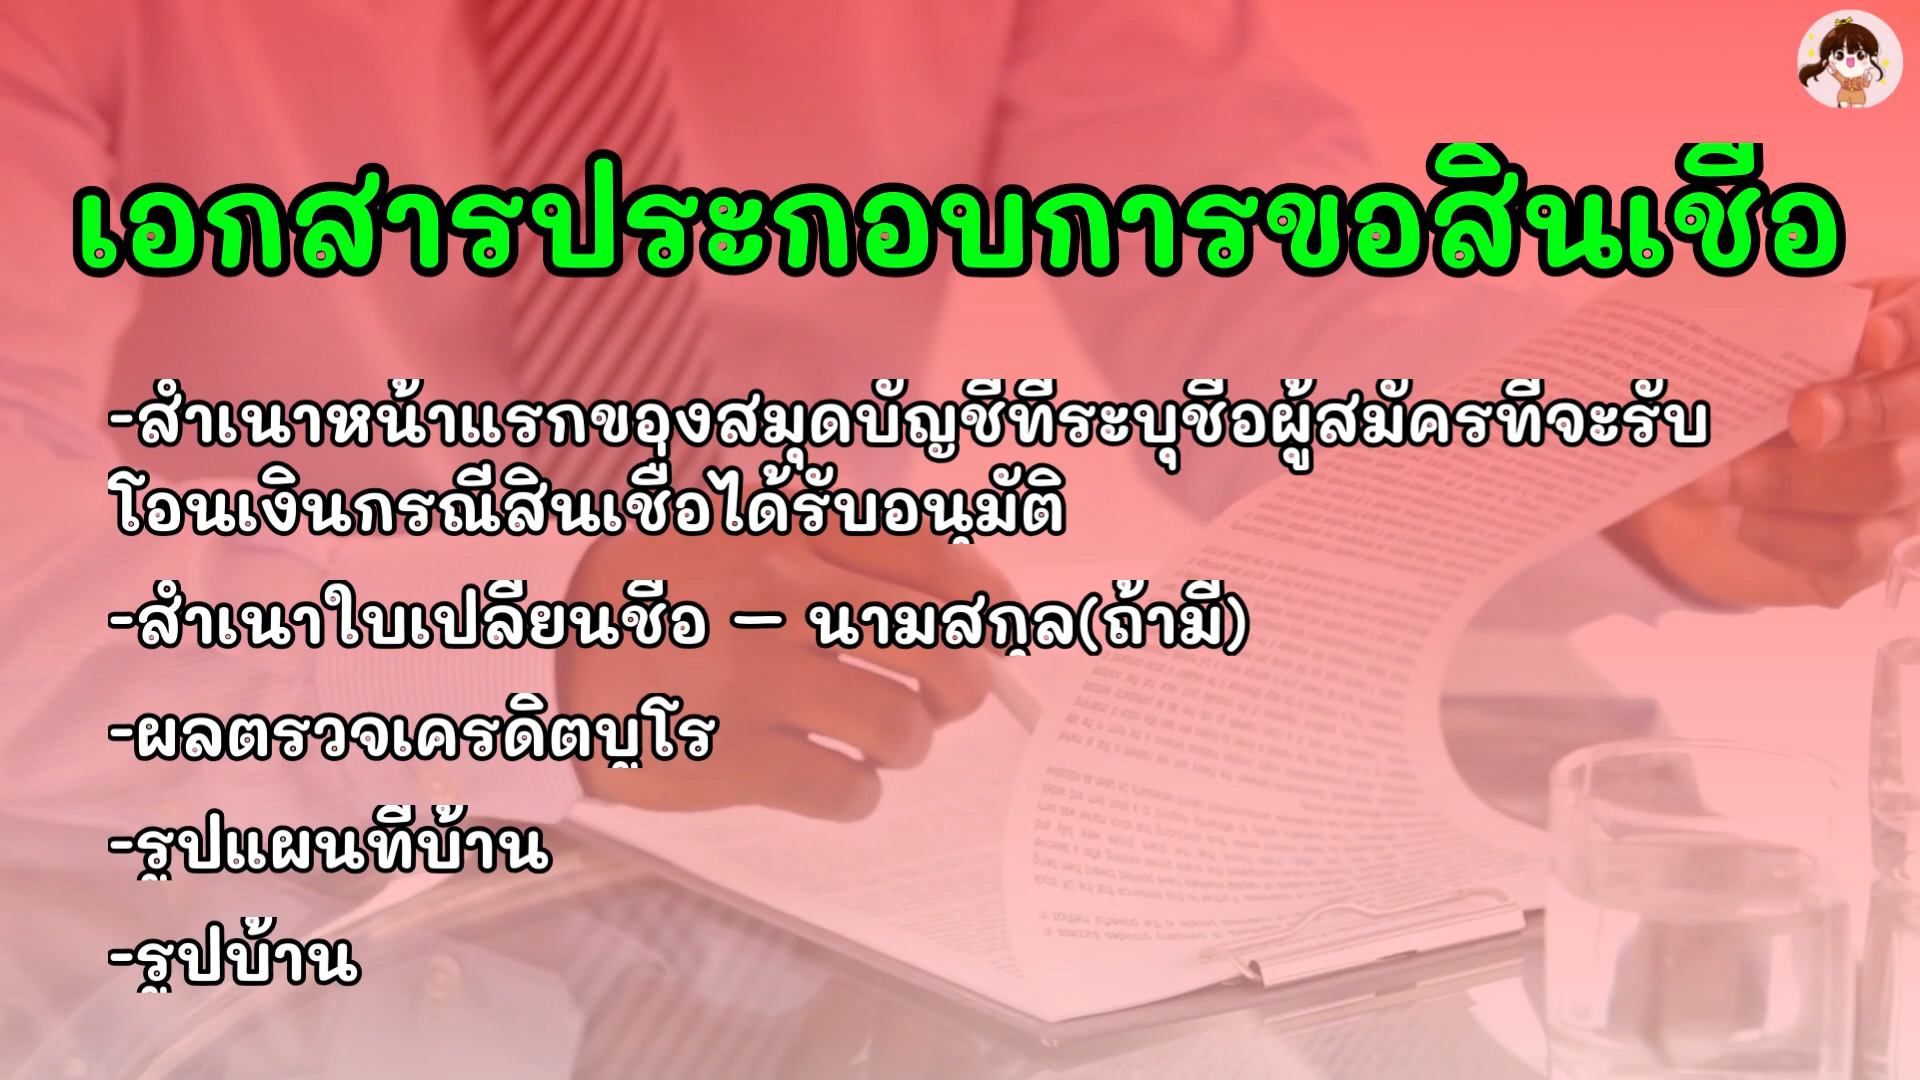 เอกสารประกอบการขอสินเชื่อ
-สำเนาหน้าแรกของสมุดบัญชีที่ระบุชื่อผู้สมัครที่จะรับ
โอนเงินกรณีสินเชื่อได้รับอนุมัติ
-สำเนาใบเปลี่ยนชื่อ – นามสกุล(ถ้ามี)
-ผลตรวจเครดิตบูโร
-รูปแผนที่บ้าน
-รูปบ้าน